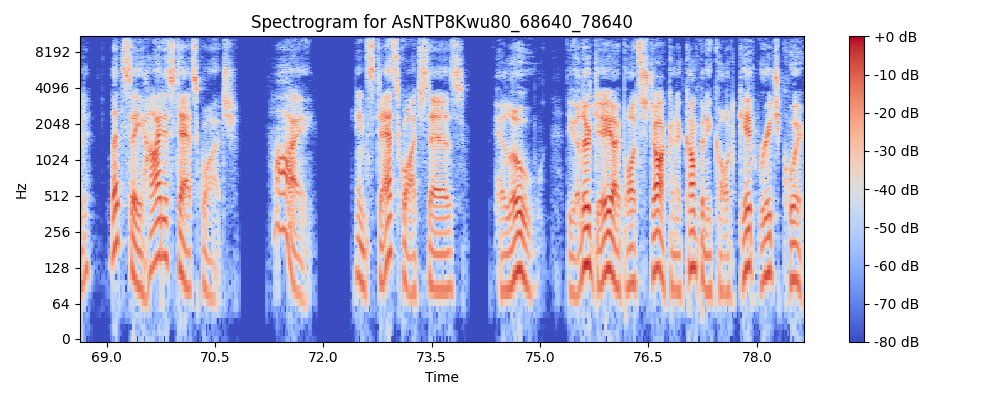 Spectrogram for AsNTP8Kwu80_68640_78640
Hz
8192
4096
2048
1024
512
256
128
64
0
69.0 70.5 72.0 73.5 75.0 76.5 78.0
Time
+0 dB
-10 dB
-20 dB
-30 dB
-40 dB
-50 dB
-60 dB
-70 dB
-80 dB